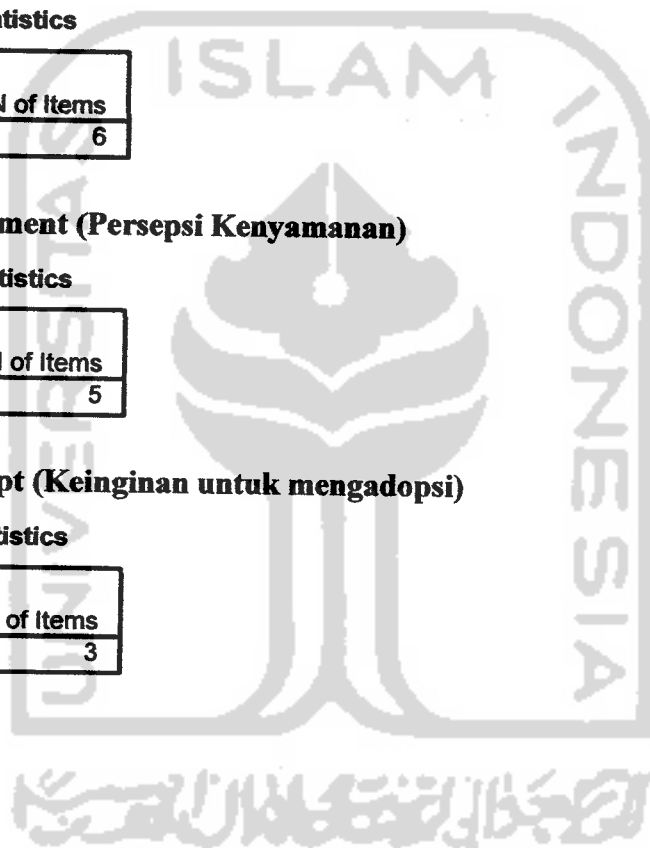 tistics
N of Items
6
ment (Persepsi Kenyamanan)
tistics
of Items
5
pt (Keinginan untuk mengadopsi)
tistics
of Items
3
UNIVERSITAS
ISLAM
INDONESIA